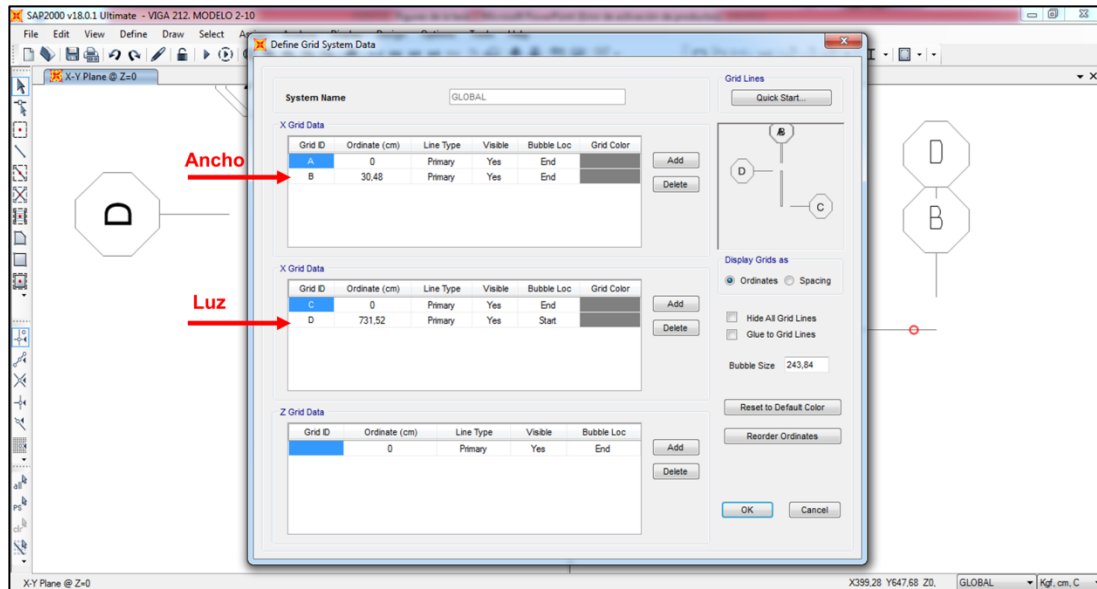 SAP2000 v18.0.1 Ultimate - VIGA 212. MODELO 2-10
File Edit View Define Draw Select
X-Y Plane @ Z=0
Define Grid System Data
System Name GLOBAL
Grid Lines
Quick Start...
X Grid Data
Grid ID Ordinate (cm) Line Type Visible Bubble Loc Grid Color
A 0 Primary Yes End
B 30,48 Primary Yes End
Add
Delete
Ancho
D
D
C
D
B
X Grid Data
Grid ID Ordinate (cm) Line Type Visible Bubble Loc Grid Color
C 0 Primary Yes End
D 731,52 Primary Yes Start
Add
Delete
Luz
Display Grids as
Ordinates Spacing
Hide All Grid Lines
Glue to Grid Lines
Bubble Size 243,84
Reset to Default Color
Reorder Ordinates
Z Grid Data
Grid ID Ordinate (cm) Line Type Visible Bubble Loc
0 Primary Yes End
Add
Delete
OK Cancel
all
PS
clr
X-Y Plane @ Z=0
X399,28 Y647,68 Z0,
GLOBAL
Kgf, cm, C